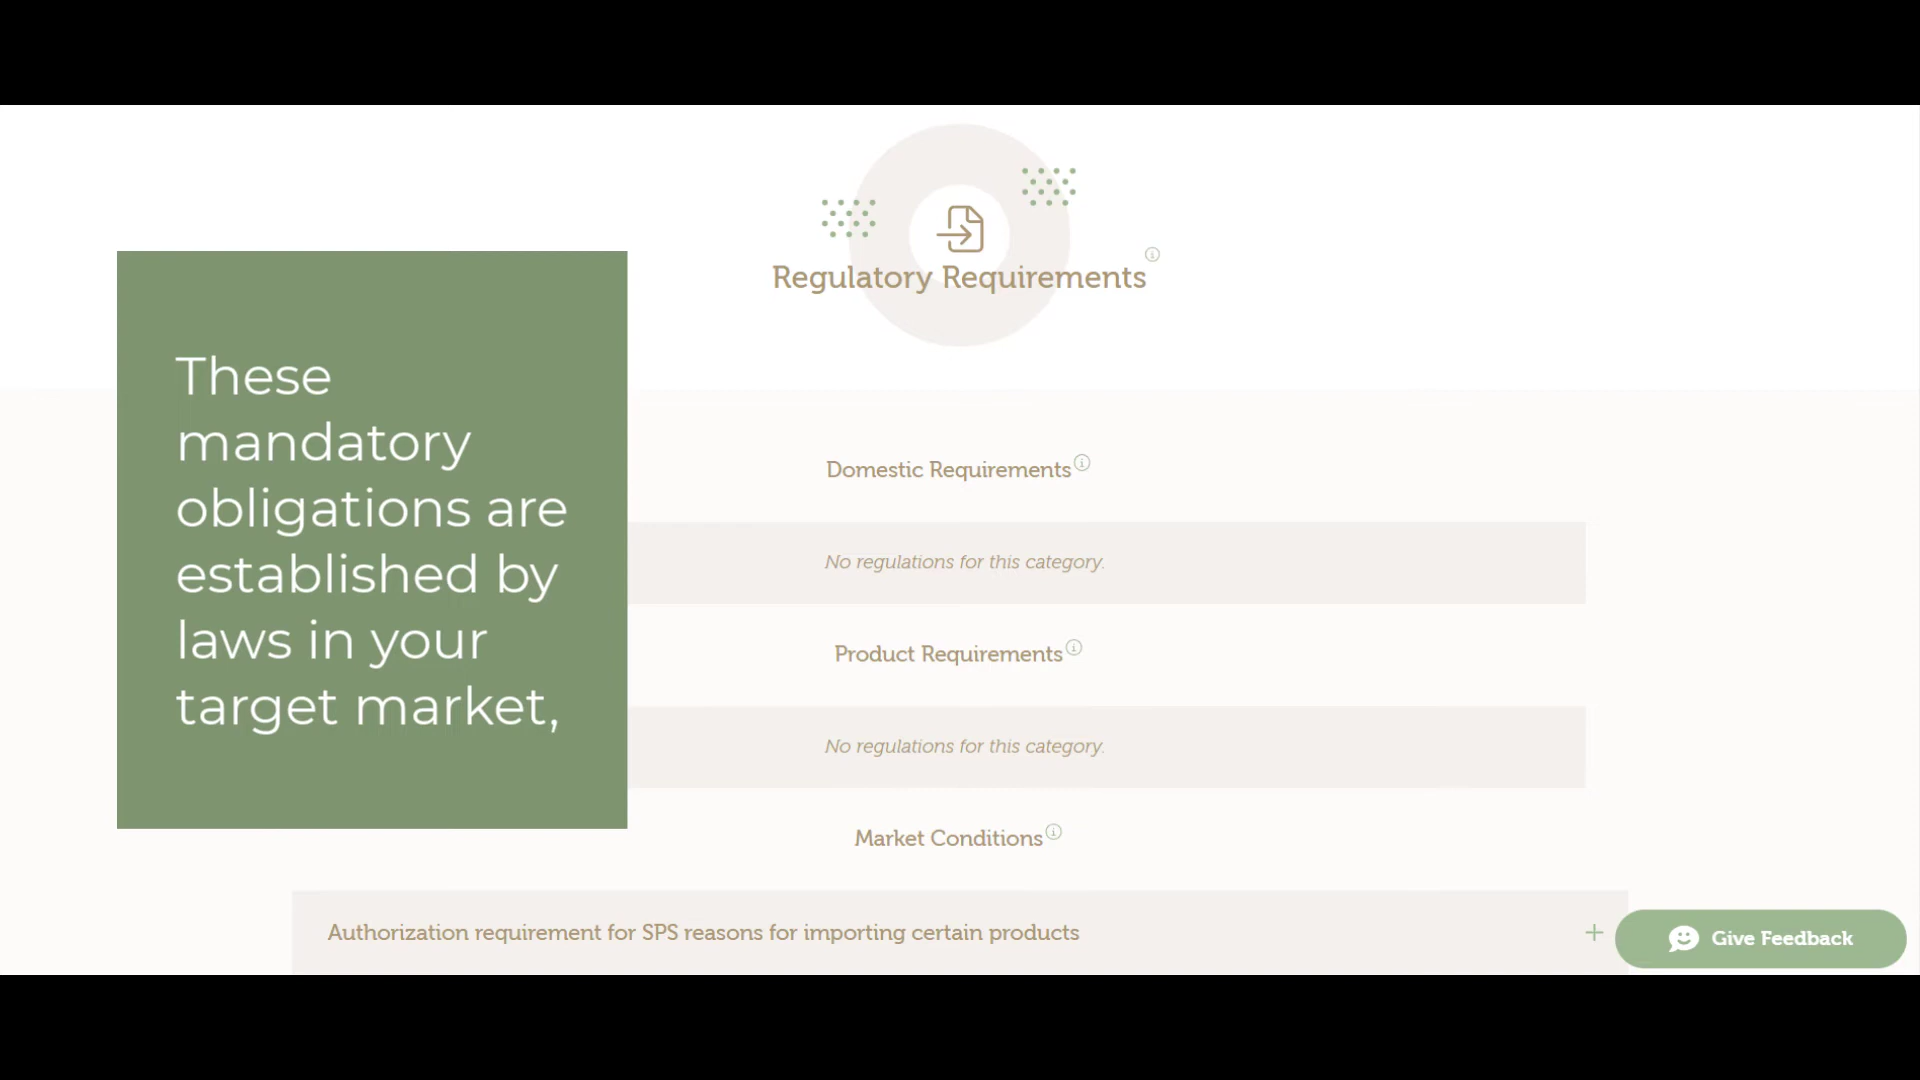 Regulatory Requirements
These
mandatory
obligations are
established by
laws in your
target market,
Domestic Requirements
No regulations for this category.
Product Requirements
No regulations for this category.
Market Conditions
Authorization requirement for SPS reasons for importing certain products
Give Feedback